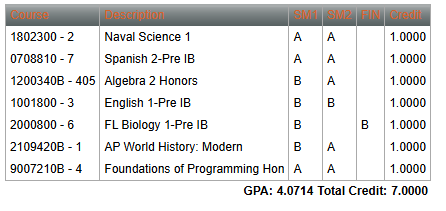 Course Description SM1 SM2 FIN Credit
1802300 - 2 Naval Science 1 A A 1.0000
0708810 - 7 Spanish 2-Pre IB A A 1.0000
1200340B - 405 Algebra 2 Honors B A 1.0000
1001800 - 3 English 1-Pre IB B B 1.0000
2000800 - 6 FL Biology 1-Pre IB B 1.0000
2109420B - 1 AP World History: Modern B A 1.0000
9007210B - 4 Foundations of Programming Hon A A 1.0000
GPA: 4.0714 Total Credit: 7.0000